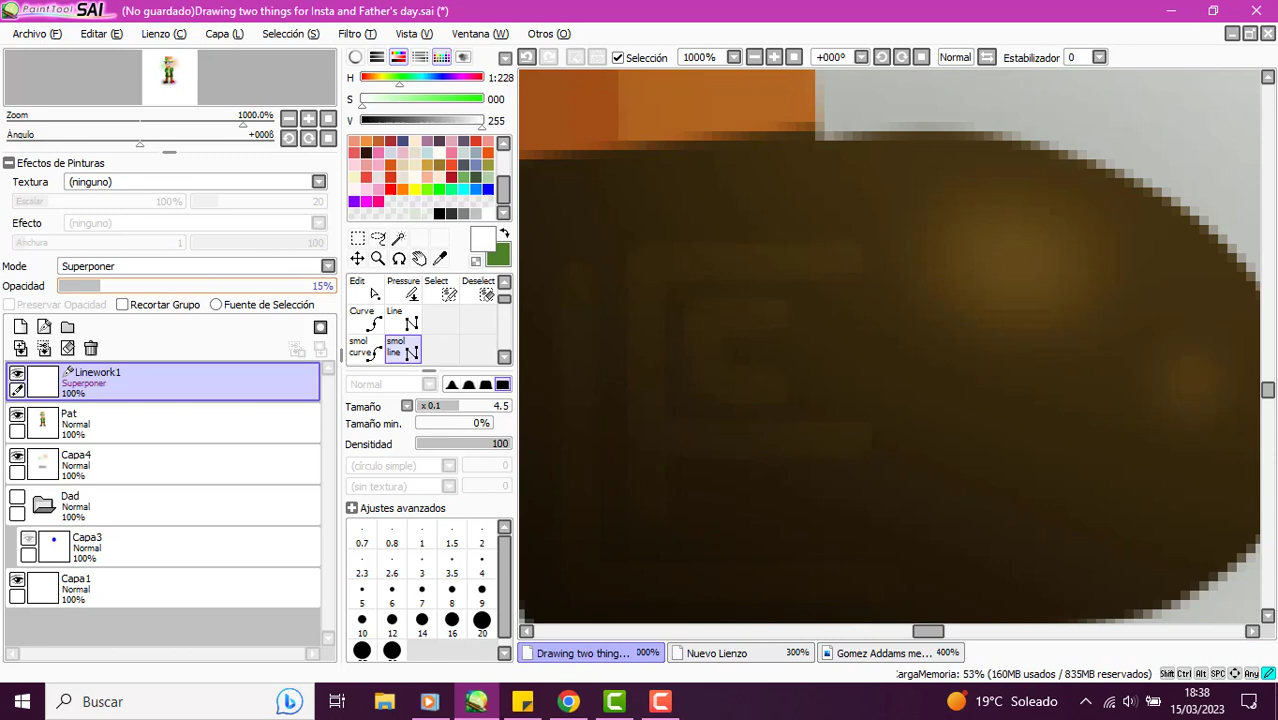 PaintTool SAI (No guardado)Drawing two things for Insta and Father's day.sai (*)
Archivo (F) Editar (E) Lienzo (C) Capa (L) Selección (S) Filtro (T) Vista (V) Ventana (W) Otros (O)
Selección 1000% +000° Normal Estabilizador 0
Zoom 1000.0%
Ángulo +000º
Efectos de Pinturas
Textura (ninguno)
Escalar 100% 20
Efecto (ninguno)
Anchura 1 100
Mode Superponer
Opacidad 15%
Preservar Opacidad Recortar Grupo Fuente de Selección
Linework1
Superponer
100%
Pat
Normal
100%
Capa4
Normal
100%
Dad
Normal
100%
Capa3
Normal
100%
Capa1
Normal
100%
H 1:228
S 000
V 255
Edit Pressure Select Deselect
Curve Line
smol curve smol line
Normal
Tamaño x 0.1 4.5
Tamaño min. 0%
Densitidad 100
(círculo simple) 0
(sin textura) 0
Ajustes avanzados
0.7 0.8 1 1.5 2
2.3 2.6 3 3.5 4
5 6 7 8 9
10 12 14 16 20
Drawing two thing... 000% Nuevo Lienzo 300% Gomez Addams me... 400%
CargaMemoria: 53% (160MB usados / 835MB reservados) Shift Ctrl Alt SPC Any
Buscar 19°C Soleado 18:38
15/03/2023